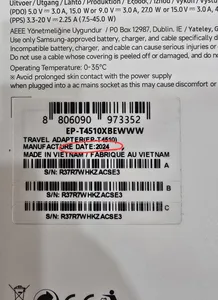 Uitvoer / Utgång / Lähtö / Produktion / Έξοδος / Izhod / Výkon / Výstu
(PDO) 5.0 V ⎓ 3.0 A, 15.0 W or 9.0 V ⎓ 3.0 A, 27.0 W or 15.0 V ⎓ 3.0 A, 4
(PPS) 3.3-20 V ⎓ 2.25 A (7.5-45.0 W)
AEEE Yönetmeliğine Uygundur / PO Box 12987, Dublin. IE / Yateley, G
Use only Samsung-approved battery, charger, and cable specifically d
Incompatible battery, charger, and cable can cause serious injuries or
Do not use a cable whose covering is peeled off or damaged, and do no
Operating Temperature: 0-35°C
※ Avoid prolonged skin contact with the power supply
when plugged into a ac mains socket as this may cause discomfort or
8 806090 973352
EP-T4510XBEWWW
TRAVEL ADAPTER(EP-T4510)
MANUFACTURE DATE:2024
MADE IN VIETNAM / FABRIQUÉ AU VIETNAM
A
S/N: R37R7WHKZACSE3
B
S/N: R37R7WHKZACSE3
C
S/N: R37R7WHKZACSE3